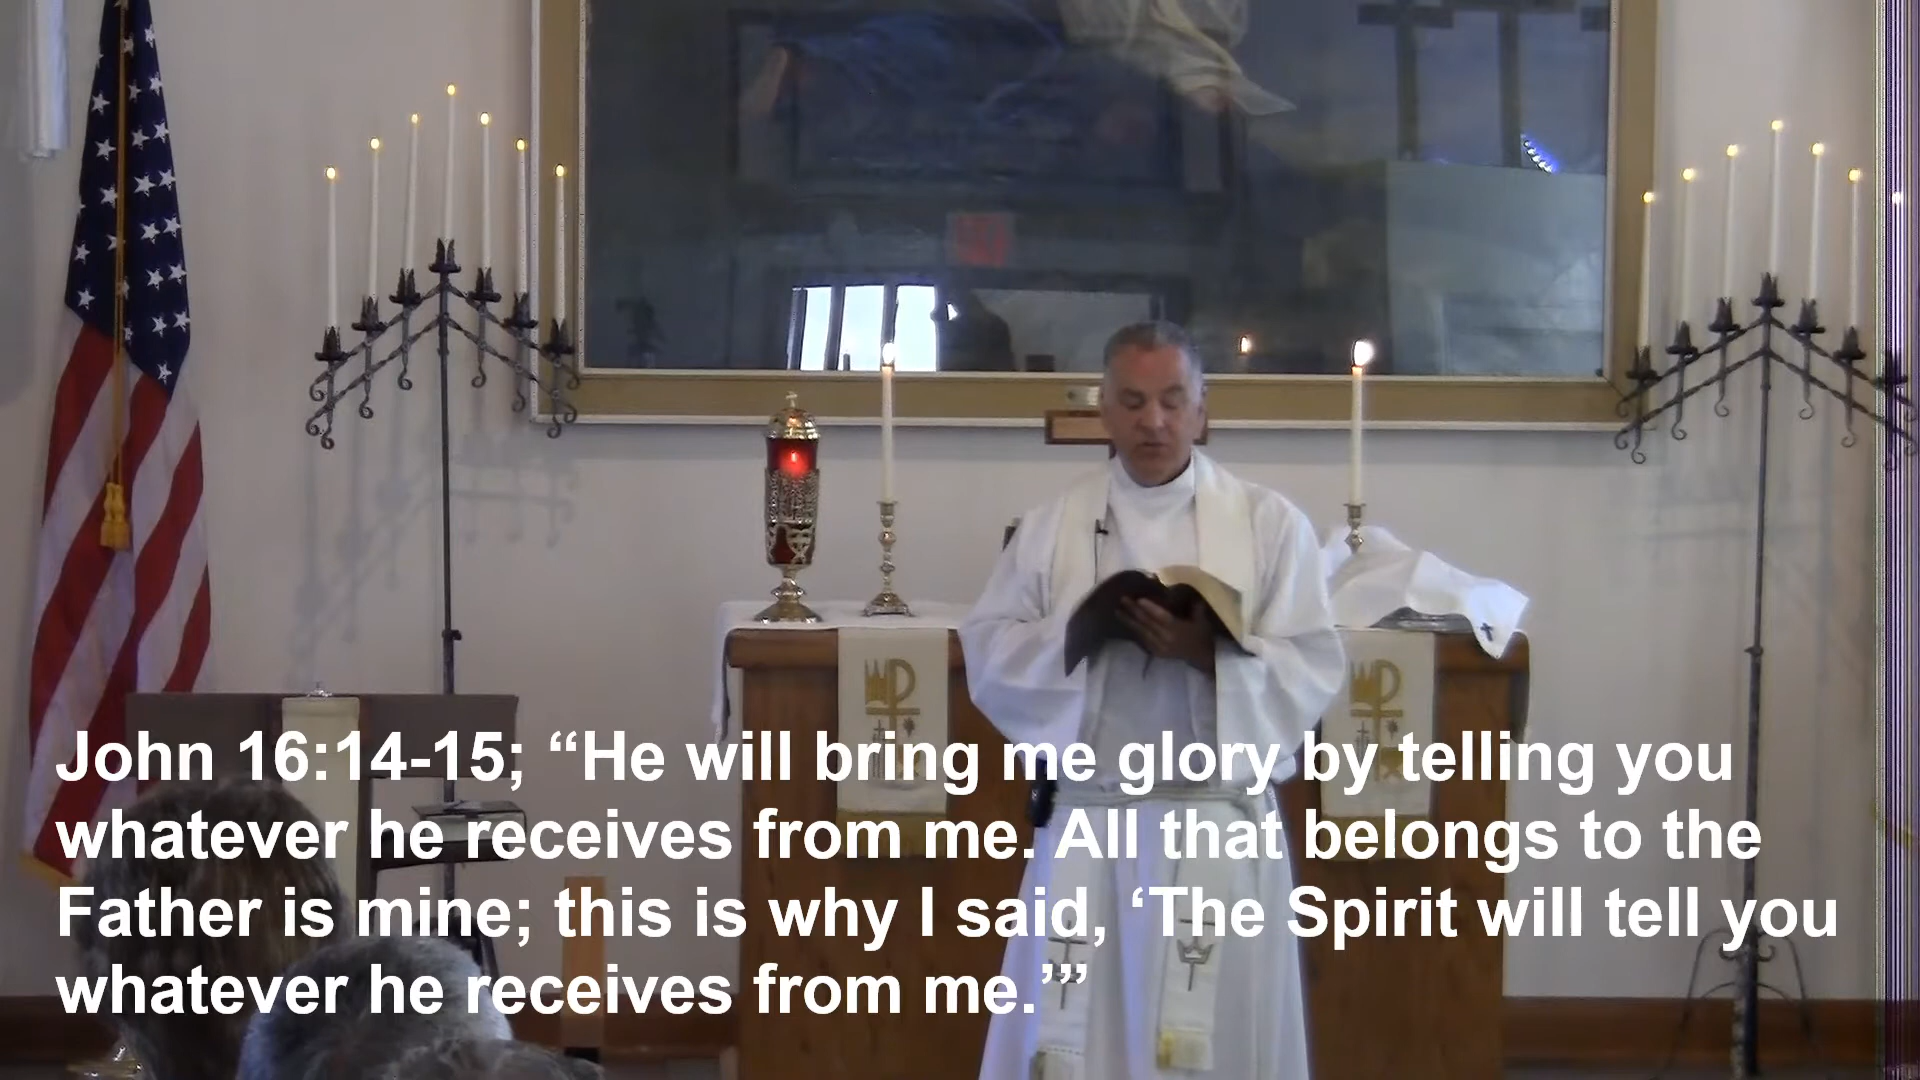 John 16:14-15; “He will bring me glory by telling you
whatever he receives from me. All that belongs to the
Father is mine; this is why I said, ‘The Spirit will tell you
whatever he receives from me.’”